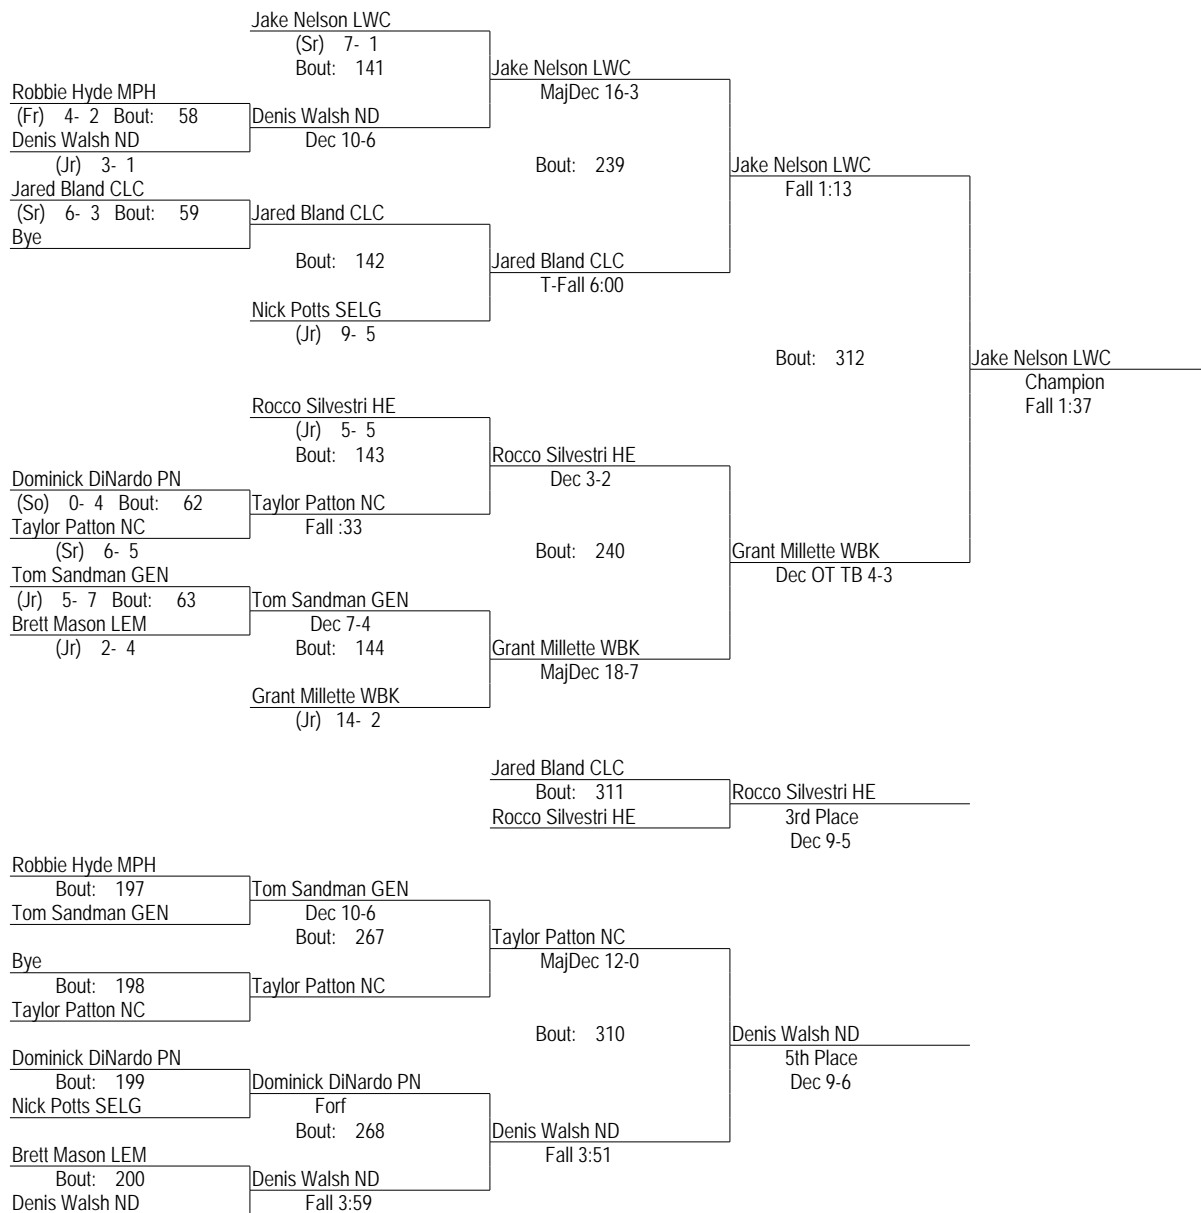 Jake Nelson LWC
(Sr) 7- 1
Bout: 141
Jake Nelson LWC
MajDec 16-3
Robbie Hyde MPH
(Fr) 4- 2 Bout: 58
Denis Walsh ND
Dec 10-6
Denis Walsh ND
(Jr) 3- 1
Bout: 239
Jake Nelson LWC
Fall 1:13
Jared Bland CLC
(Sr) 6- 3 Bout: 59
Jared Bland CLC
Bye
Bout: 142
Jared Bland CLC
T-Fall 6:00
Nick Potts SELG
(Jr) 9- 5
Bout: 312
Jake Nelson LWC
Champion
Fall 1:37
Rocco Silvestri HE
(Jr) 5- 5
Bout: 143
Rocco Silvestri HE
Dec 3-2
Dominick DiNardo PN
(So) 0- 4 Bout: 62
Taylor Patton NC
Fall :33
Taylor Patton NC
(Sr) 6- 5
Bout: 240
Grant Millette WBK
Dec OT TB 4-3
Tom Sandman GEN
(Jr) 5- 7 Bout: 63
Tom Sandman GEN
Dec 7-4
Brett Mason LEM
(Jr) 2- 4
Bout: 144
Grant Millette WBK
MajDec 18-7
Grant Millette WBK
(Jr) 14- 2
Jared Bland CLC
Bout: 311
Rocco Silvestri HE
Rocco Silvestri HE
3rd Place
Dec 9-5
Robbie Hyde MPH
Bout: 197
Tom Sandman GEN
Tom Sandman GEN
Dec 10-6
Bout: 267
Taylor Patton NC
MajDec 12-0
Bye
Bout: 198
Taylor Patton NC
Taylor Patton NC
Bout: 310
Denis Walsh ND
5th Place
Dec 9-6
Dominick DiNardo PN
Bout: 199
Nick Potts SELG
Dominick DiNardo PN
Forf
Bout: 268
Denis Walsh ND
Fall 3:51
Brett Mason LEM
Bout: 200
Denis Walsh ND
Denis Walsh ND
Fall 3:59